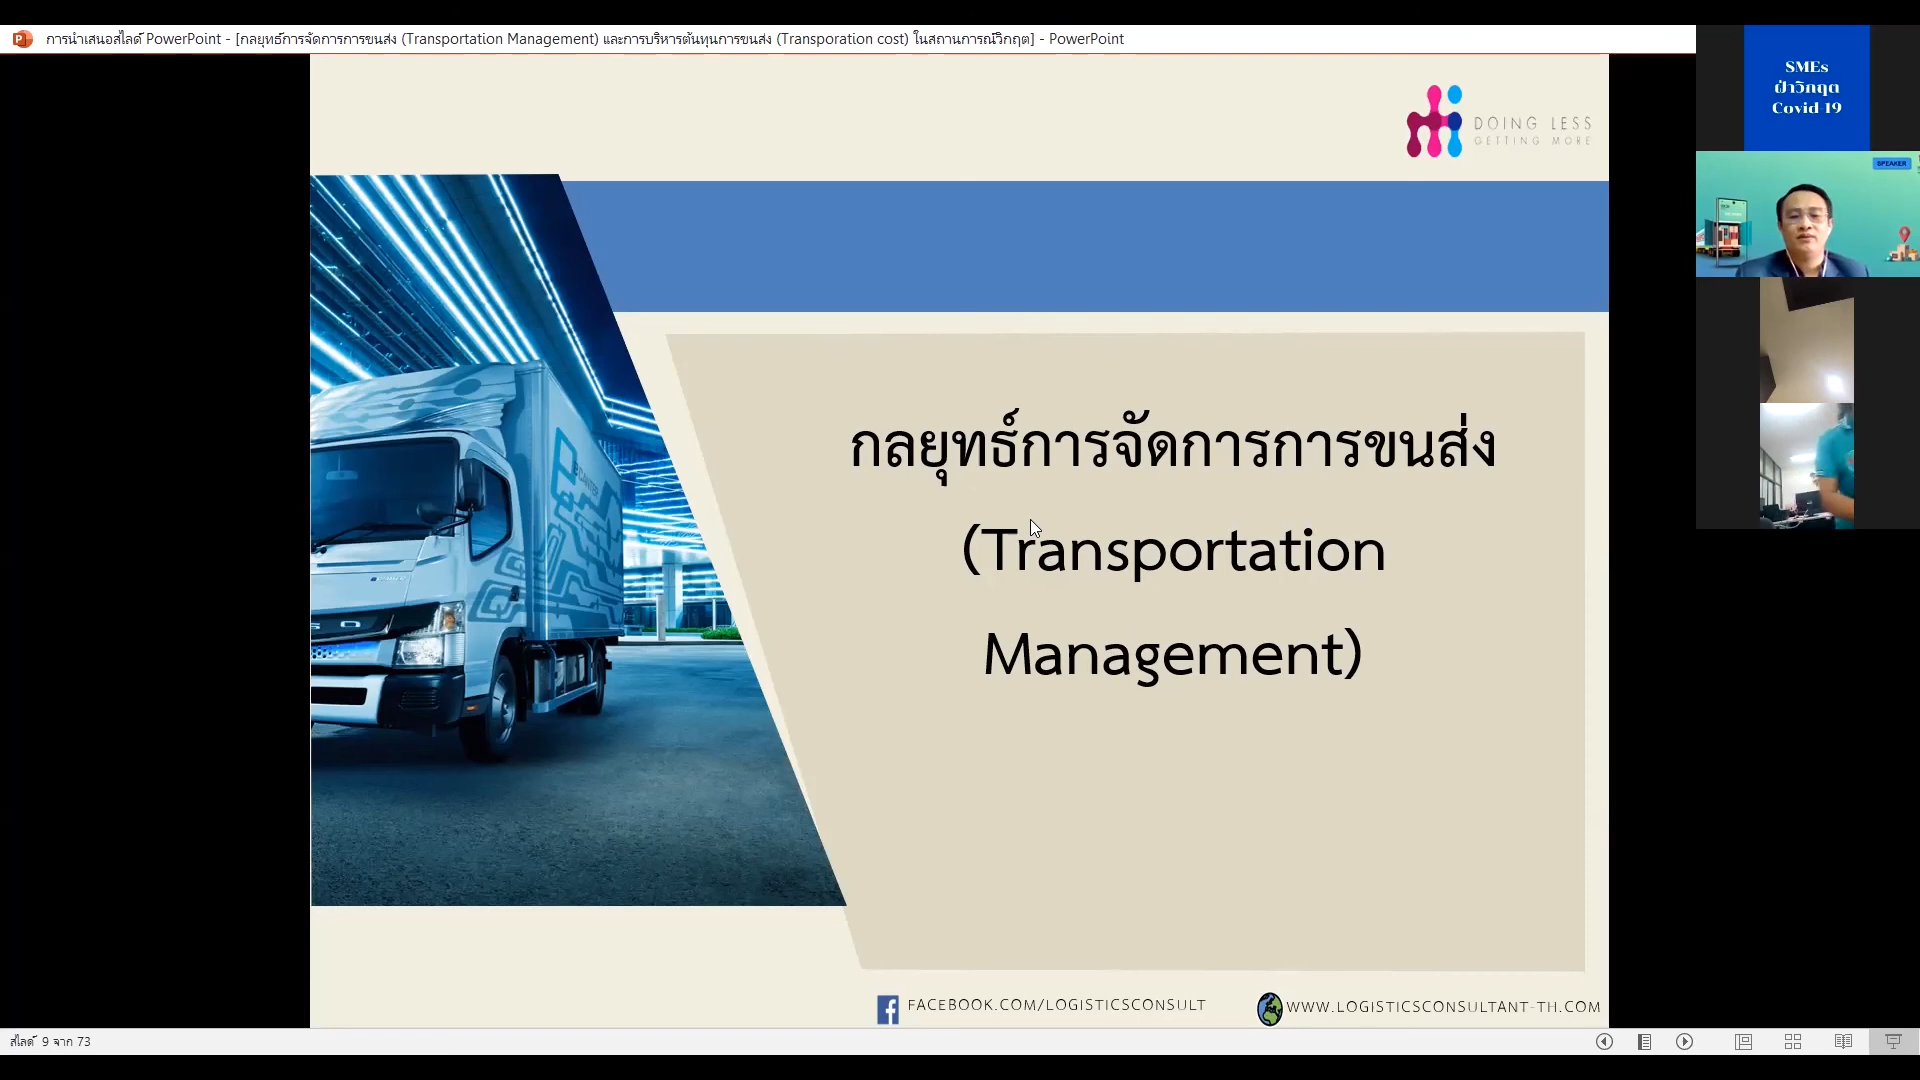 การนำเสนอสไลด์ PowerPoint - [กลยุทธ์การจัดการการขนส่ง (Transportation Management) และการบริหารต้นทุนการขนส่ง (Transporation cost) ในสถานการณ์วิกฤต] - PowerPoint
SMEs
ฝ่าวิกฤต
Covid-19
DOING LESS
GETTING MORE
SPEAKER
กลยุทธ์การจัดการการขนส่ง
(Transportation
Management)
CANTER
S O
FACEBOOK.COM/LOGISTICSCONSULT
WWW.LOGISTICSCONSULTANT-TH.COM
สไลด์ 9 จาก 73